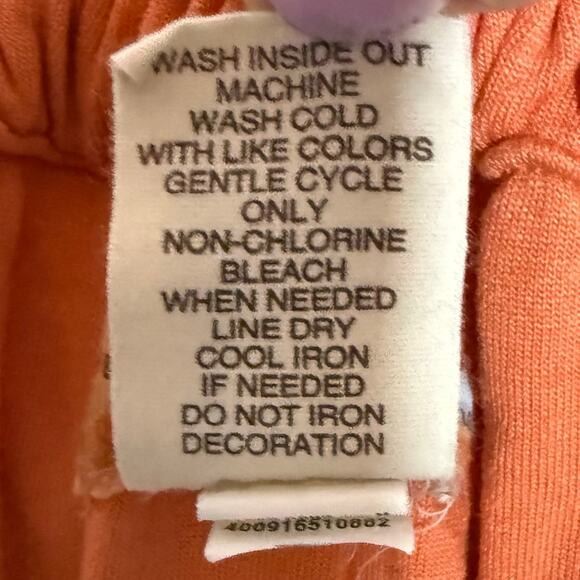 WASH INSIDE OUT
MACHINE
WASH COLD
WITH LIKE COLORS
GENTLE CYCLE
ONLY
NON-CHLORINE
BLEACH
WHEN NEEDED
LINE DRY
COOL IRON
IF NEEDED
DO NOT IRON
DECORATION